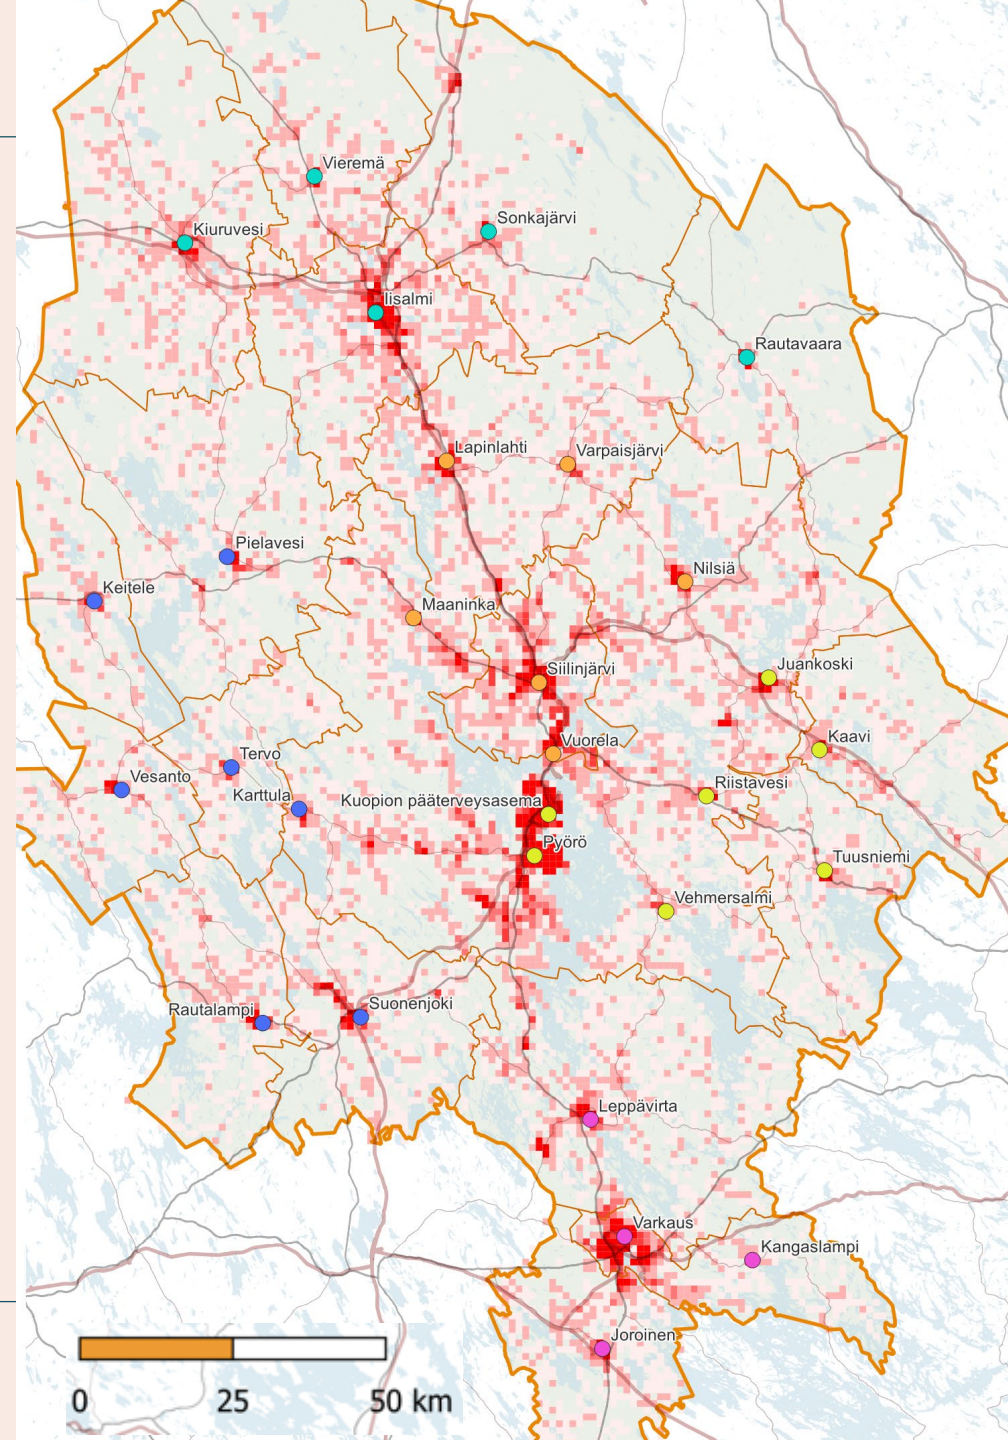 Vieremä
Sonkajärvi
Kiuruvesi
Iisalmi
Rautavaara
Lapinlahti
Varpaisjärvi
Pielavesi
Nilsiä
Keitele
Maaninka
Juankoski
Siilinjärvi
Kaavi
Vuorela
Tervo
Vesanto
Riistavesi
Karttula
Kuopion pääterveysasema
Pyörö
Tuusniemi
Vehmersalmi
Suonenjoki
Rautalampi
Leppävirta
Varkaus
Kangaslampi
Joroinen
0 25 50 km